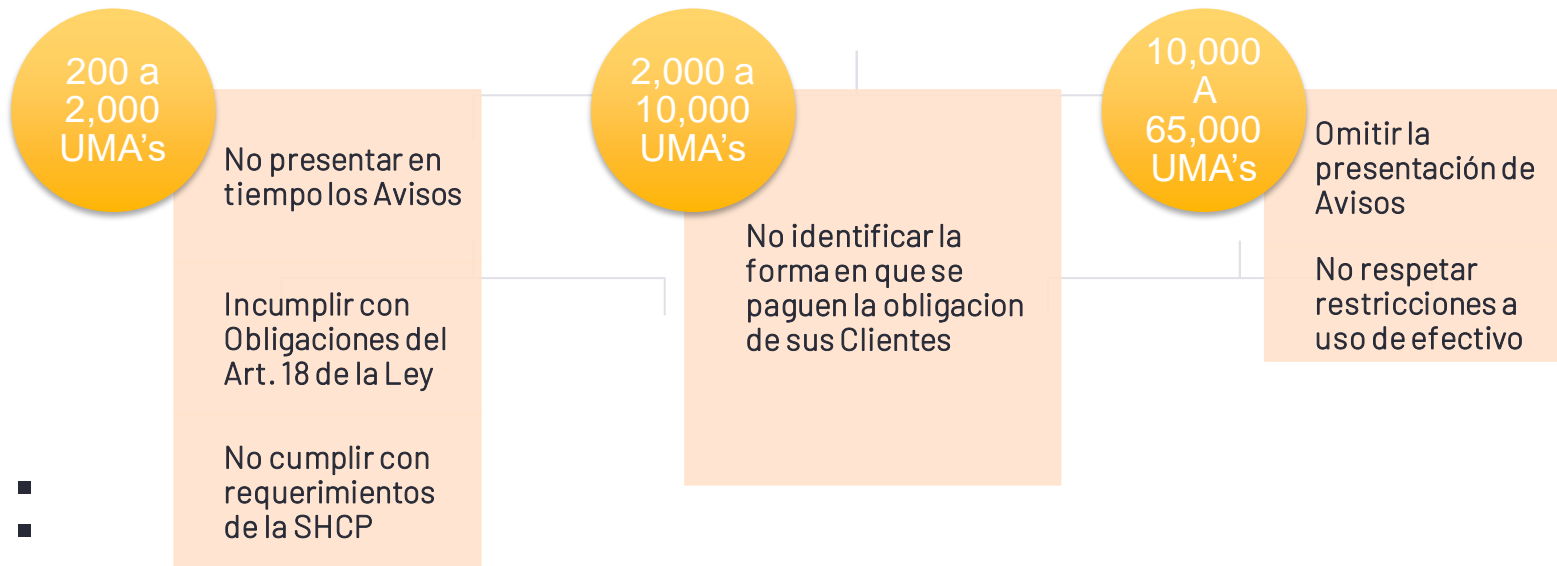 200 a
2,000
UMA's
No presentar en
tiempo los Avisos
Incumplir con
Obligaciones del
Art. 18 de la Ley
No cumplir con
requerimientos
de la SHCP
2,000 a
10,000
UMA's
No identificar la
forma en que se
paguen la obligacion
de sus Clientes
10,000
A
65,000
UMA's
Omitir la
presentación de
Avisos
No respetar
restricciones a
uso de efectivo